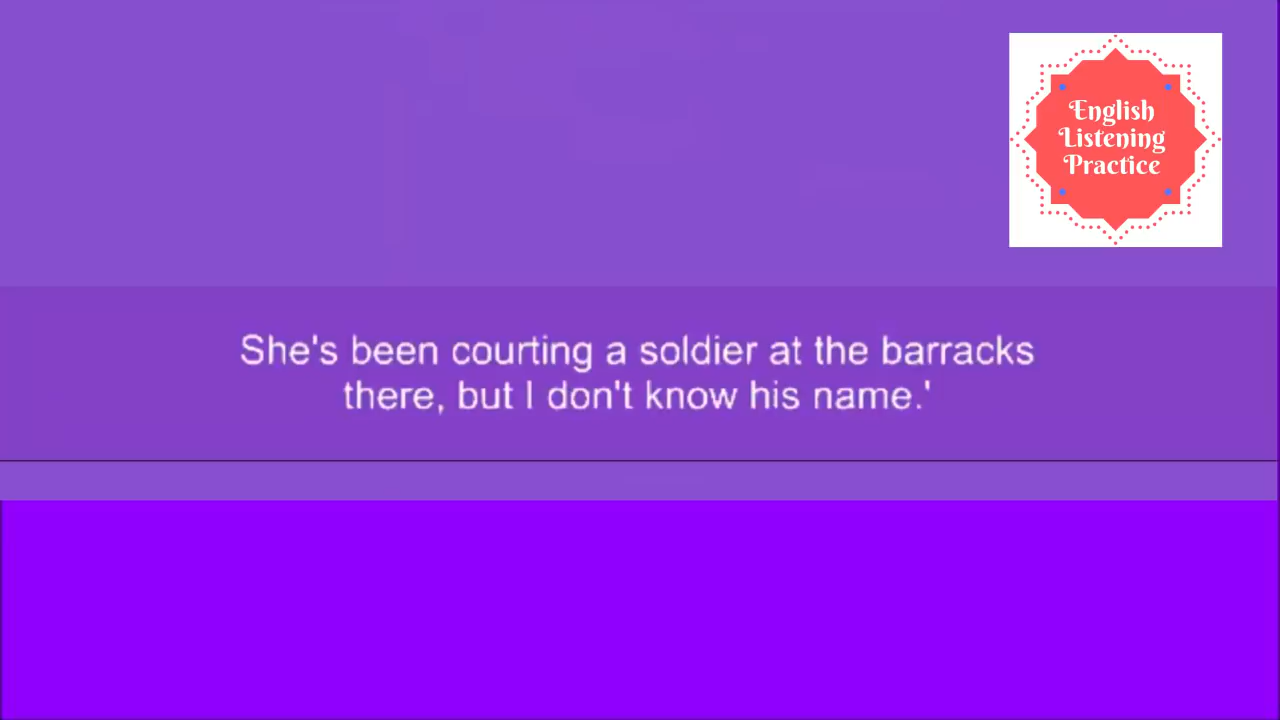 English
Listening
Practice
She's been courting a soldier at the barracks
there, but I don't know his name.'